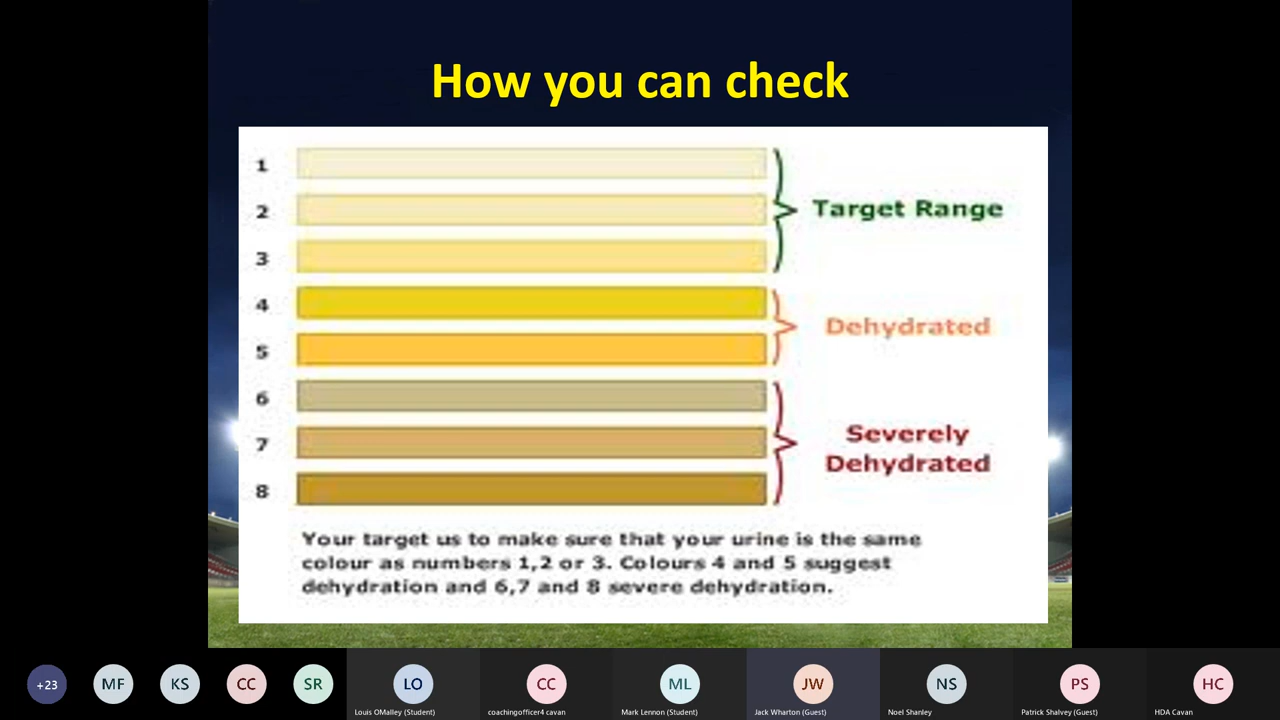 How you can check
1
2
3
Target Range
4
5
Dehydrated
6
7
8
Severely
Dehydrated
Your target us to make sure that your urine is the same
colour as numbers 1,2 or 3. Colours 4 and 5 suggest
dehydration and 6,7 and 8 severe dehydration.
+23
MF
KS
CC
SR
LO
CC
ML
JW
NS
PS
HC
Louis OMalley (Student)
coachingofficer4 cavan
Mark Lennon (Student)
Jack Wharton (Guest)
Noel Shanley
Patrick Shalvey (Guest)
HDA Cavan